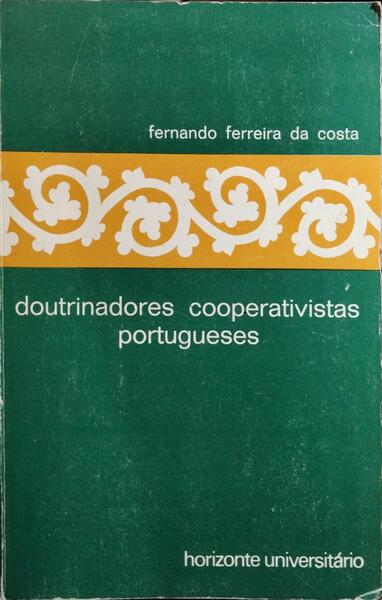 fernando ferreira da costa
doutrinadores cooperativistas
portugueses
horizonte universitário